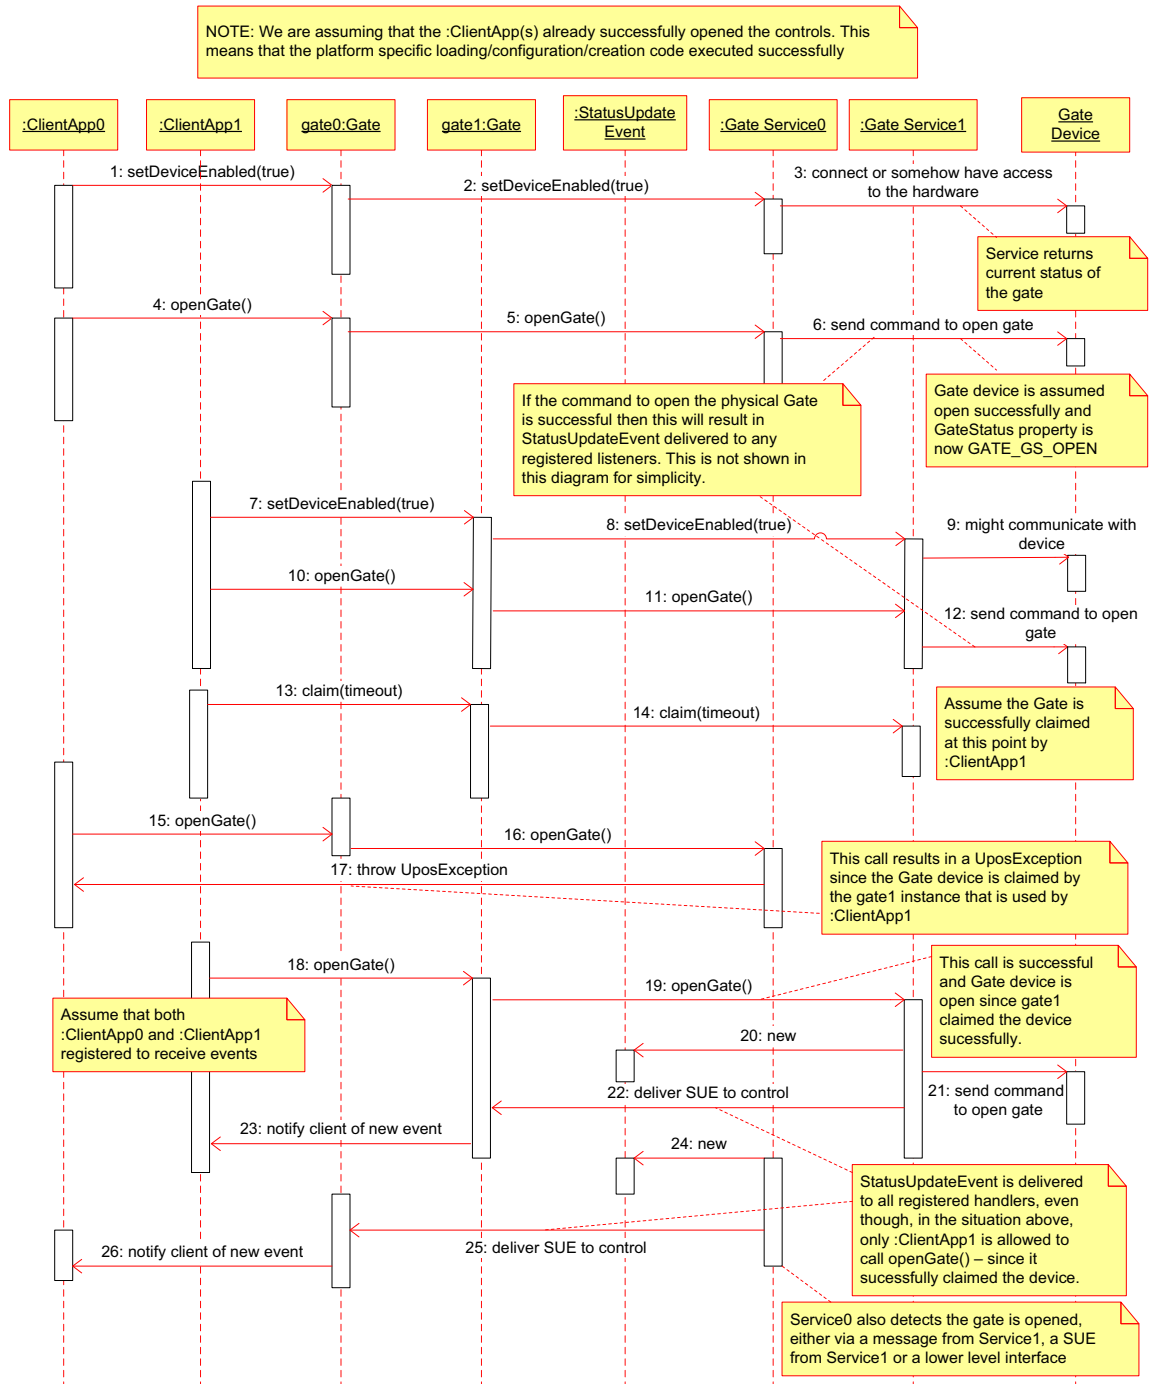 NOTE: We are assuming that the :ClientApp(s) already successfully opened the controls. This
means that the platform specific loading/configuration/creation code executed successfully
:ClientApp0
:ClientApp1
gate0:Gate
gate1:Gate
:StatusUpdate
Event
:Gate Service0
:Gate Service1
Gate
Device
1: setDeviceEnabled(true)
2: setDeviceEnabled(true)
3: connect or somehow have access
to the hardware
Service returns
current status of
the gate
4: openGate()
5: openGate()
6: send command to open gate
If the command to open the physical Gate
is successful then this will result in
StatusUpdateEvent delivered to any
registered listeners. This is not shown in
this diagram for simplicity.
Gate device is assumed
open successfully and
GateStatus property is
now GATE_GS_OPEN
7: setDeviceEnabled(true)
8: setDeviceEnabled(true)
9: might communicate with
device
10: openGate()
11: openGate()
12: send command to open
gate
13: claim(timeout)
14: claim(timeout)
Assume the Gate is
successfully claimed
at this point by
:ClientApp1
15: openGate()
16: openGate()
17: throw UposException
This call results in a UposException
since the Gate device is claimed by
the gate1 instance that is used by
:ClientApp1
18: openGate()
19: openGate()
This call is successful
and Gate device is
open since gate1
claimed the device
sucessfully.
Assume that both
:ClientApp0 and :ClientApp1
registered to receive events
20: new
21: send command
to open gate
22: deliver SUE to control
23: notify client of new event
24: new
StatusUpdateEvent is delivered
to all registered handlers, even
though, in the situation above,
only :ClientApp1 is allowed to
call openGate() – since it
sucessfully claimed the device.
25: deliver SUE to control
26: notify client of new event
Service0 also detects the gate is opened,
either via a message from Service1, a SUE
from Service1 or a lower level interface